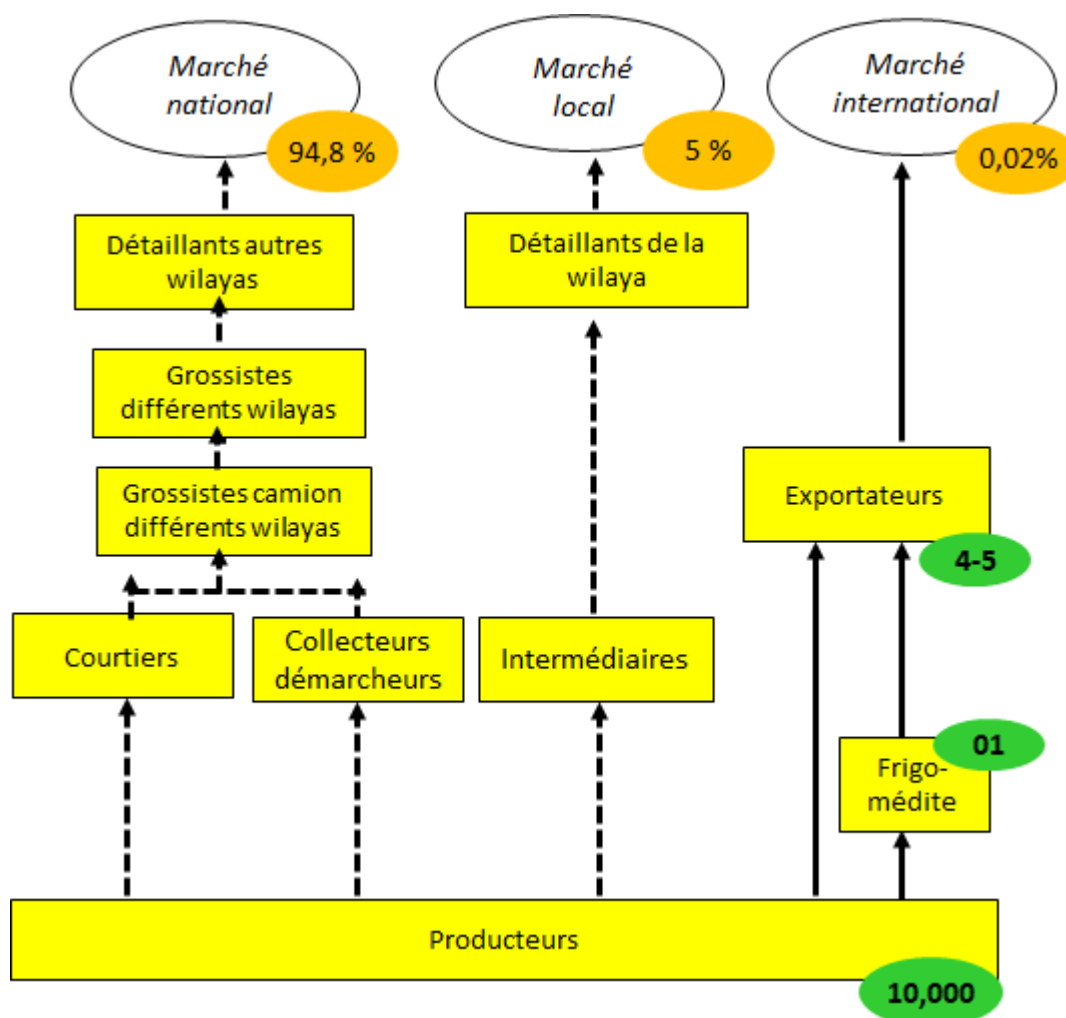 Marché
national
94,8 %
Marché
local
5 %
Marché
international
0,02%
Détaillants autres
wilayas
Détaillants de la
wilaya
Grossistes
différents wilayas
Grossistes camion
différents wilayas
Exportateurs
4-5
Courtiers
Collecteurs
démarcheurs
Intermédiaires
01
Frigo-
médite
Producteurs
10,000